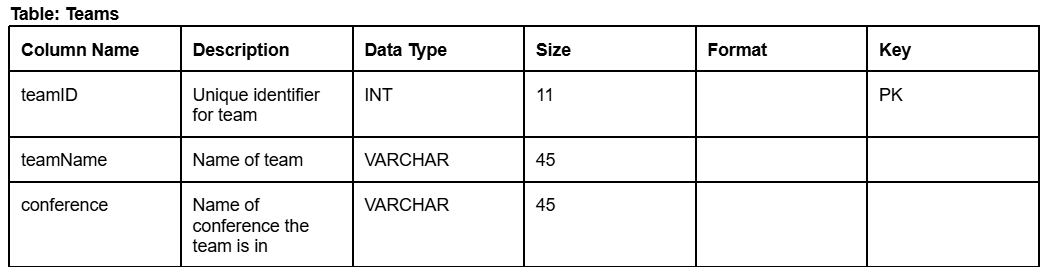 Table: Teams
Column Name Description Data Type Size Format Key
teamID Unique identifier INT 11 PK
for team
teamName Name of team VARCHAR 45
conference Name of VARCHAR 45
conference the
team is in